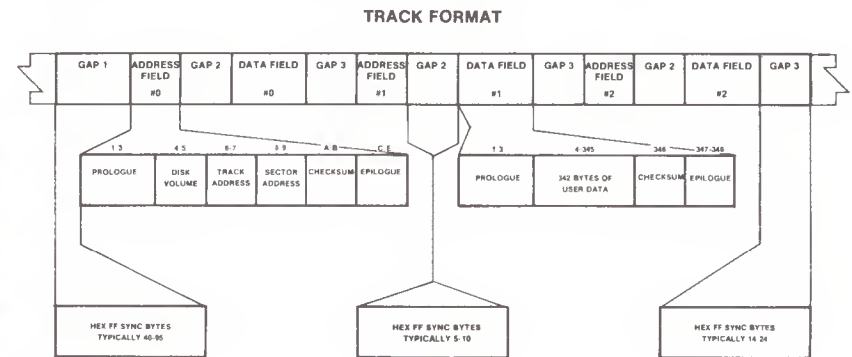 TRACK FORMAT
GAP 1
ADDRESS
FIELD
#0
GAP 2
DATA FIELD
#0
GAP 3
ADDRESS
FIELD
#1
GAP 2
DATA FIELD
#1
GAP 3
ADDRESS
FIELD
#2
GAP 2
DATA FIELD
#2
GAP 3
1 3
4-5
6-7
8-9
A-B
C-E
1 3
4-345
346
347-348
PROLOGUE
DISK
VOLUME
TRACK
ADDRESS
SECTOR
ADDRESS
CHECKSUM
EPILOGUE
PROLOGUE
342 BYTES OF
USER DATA
CHECKSUM
EPILOGUE
HEX FF SYNC BYTES
TYPICALLY 40-95
HEX FF SYNC BYTES
TYPICALLY 5-10
HEX FF SYNC BYTES
TYPICALLY 14-24